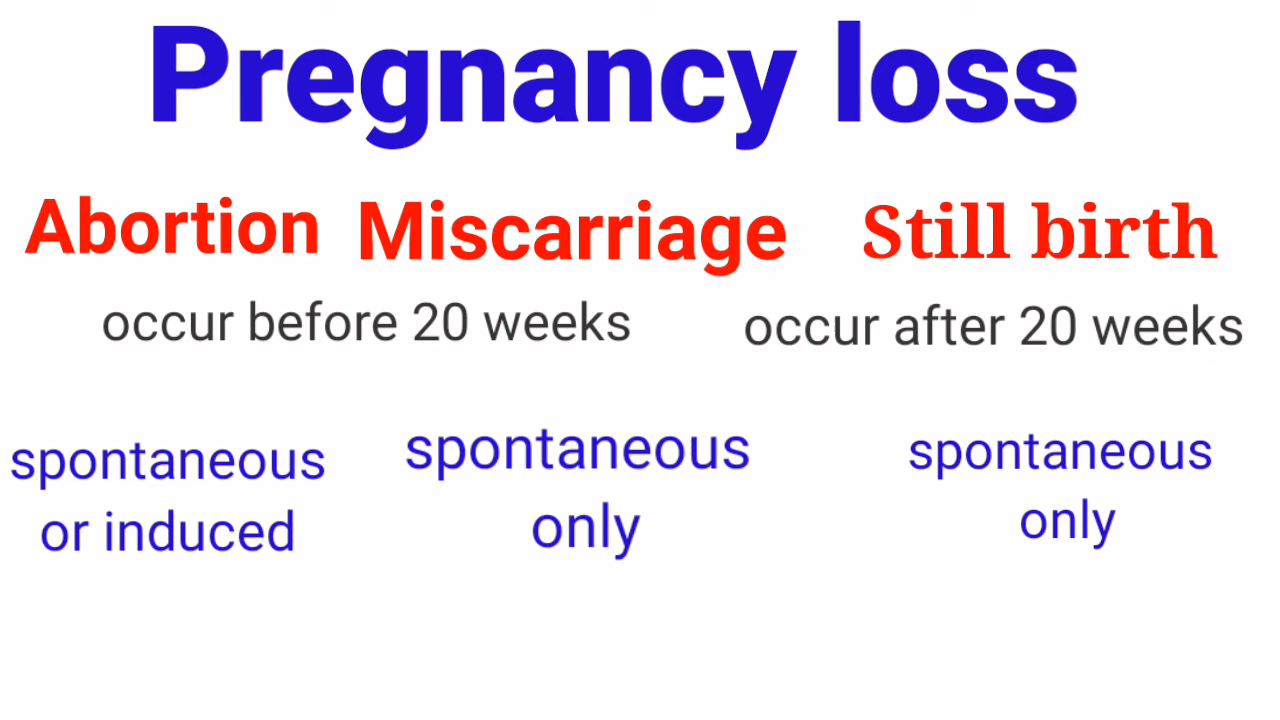 Pregnancy loss
Abortion Miscarriage Still birth
occur before 20 weeks occur after 20 weeks
spontaneous spontaneous spontaneous
or induced only only